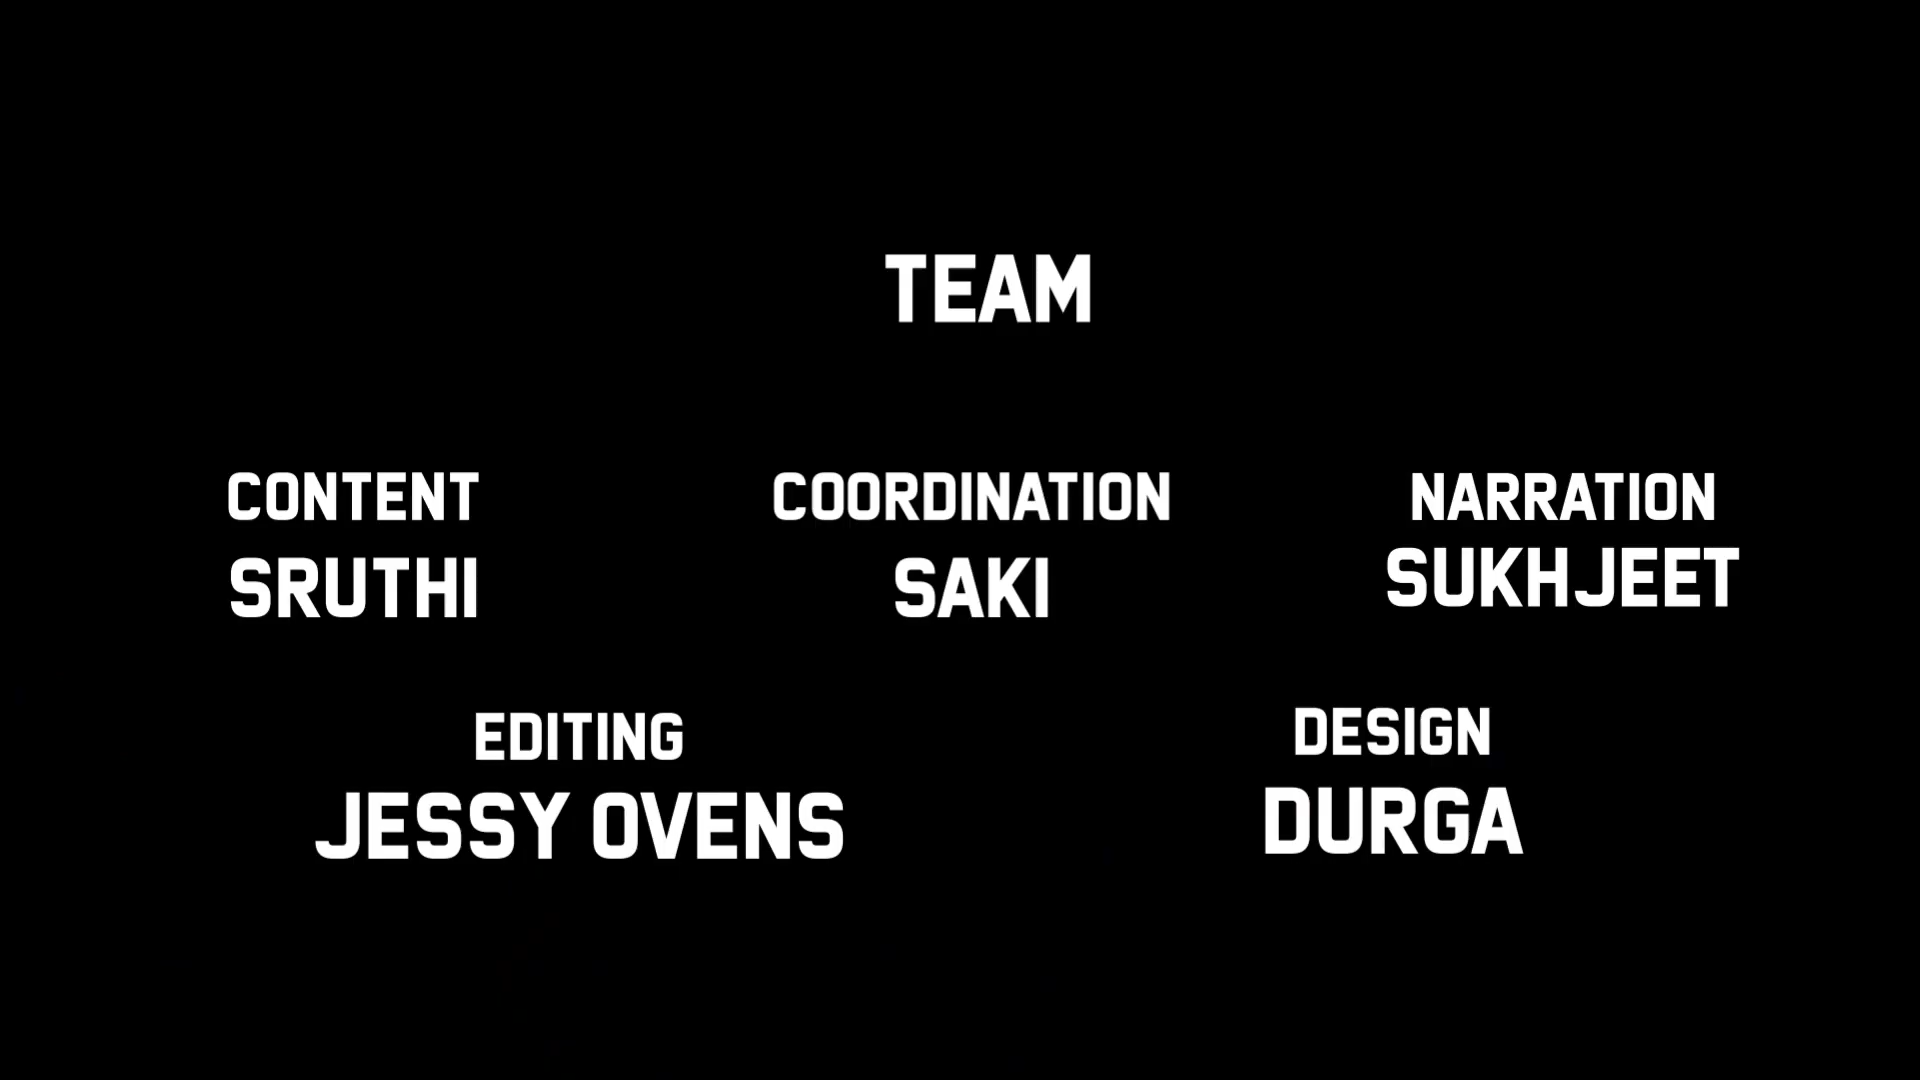 TEAM
CONTENT
SRUTHI
COORDINATION
SAKI
NARRATION
SUKHJEET
EDITING
JESSY OVENS
DESIGN
DURGA